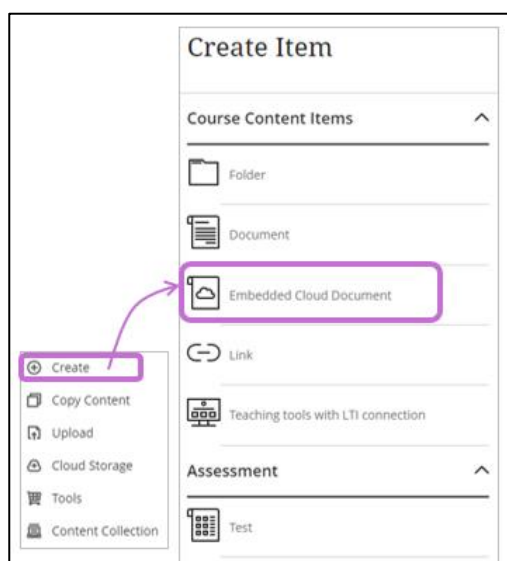 Create Item
Course Content Items
Folder
Document
Embedded Cloud Document
Link
Teaching tools with LTI connection
Assessment
Test
Create
Copy Content
Upload
Cloud Storage
Tools
Content Collection